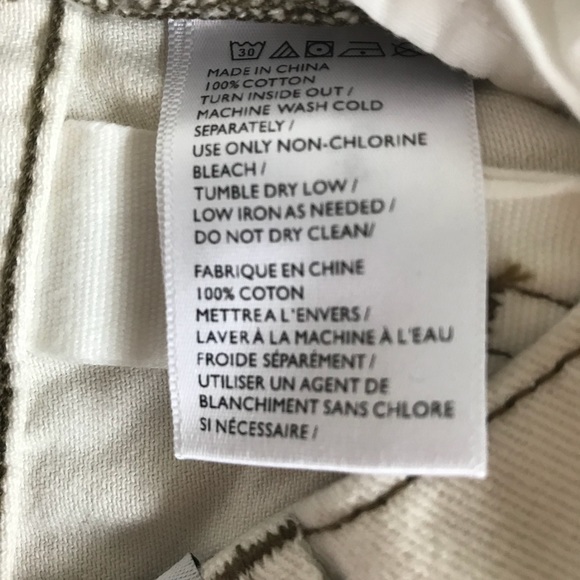 30
MADE IN CHINA
100% COTTON
TURN INSIDE OUT /
MACHINE WASH COLD
SEPARATELY /
USE ONLY NON-CHLORINE
BLEACH /
TUMBLE DRY LOW /
LOW IRON AS NEEDED /
DO NOT DRY CLEAN/
FABRIQUE EN CHINE
100% COTON
METTRE A L'ENVERS /
LAVER À LA MACHINE À L'EAU
FROIDE SÉPARÉMENT /
UTILISER UN AGENT DE
BLANCHIMENT SANS CHLORE
SI NÉCESSAIRE /